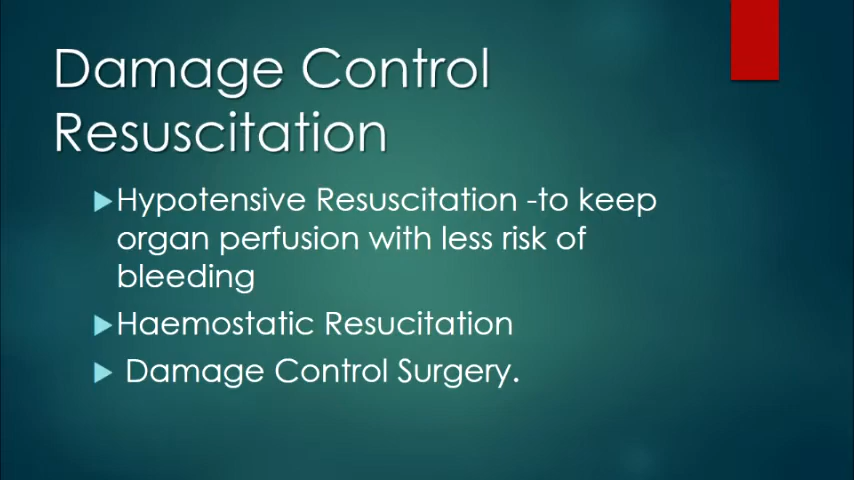 Damage Control
Resuscitation
Hypotensive Resuscitation -to keep
organ perfusion with less risk of
bleeding
Haemostatic Resucitation
Damage Control Surgery.